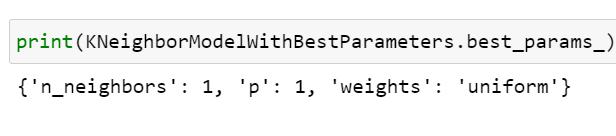 print(KNeighborModelWithBestParameters.best_params_)
{'n_neighbors': 1, 'p': 1, 'weights': 'uniform'}